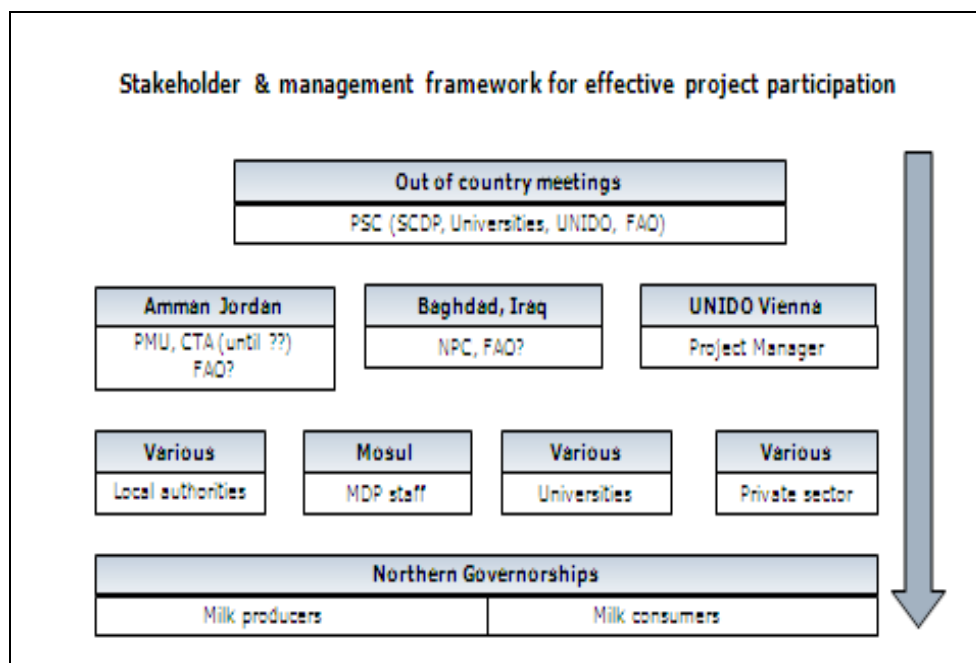 Stakeholder & management framework for effective project participation
Out of country meetings
PSC (SCDP, Universities, UNIDO, FAO)
Amman Jordan
PMU, CTA (until ??)
FAO?
Baghdad, Iraq
NPC, FAO?
UNIDO Vienna
Project Manager
Various
Local authorities
Mosul
MDP staff
Various
Universities
Various
Private sector
Northern Governorships
Milk producers
Milk consumers